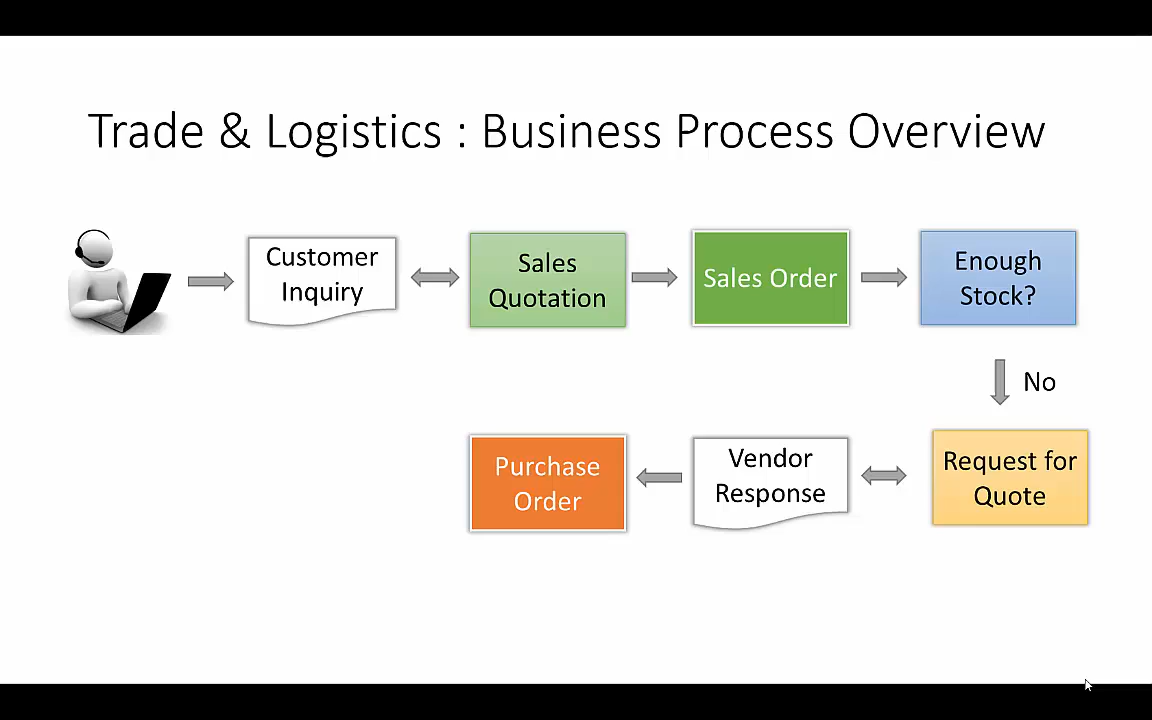 Trade & Logistics : Business Process Overview
Customer
Inquiry
Sales
Quotation
Sales Order
Enough
Stock?
No
Purchase
Order
Vendor
Response
Request for
Quote